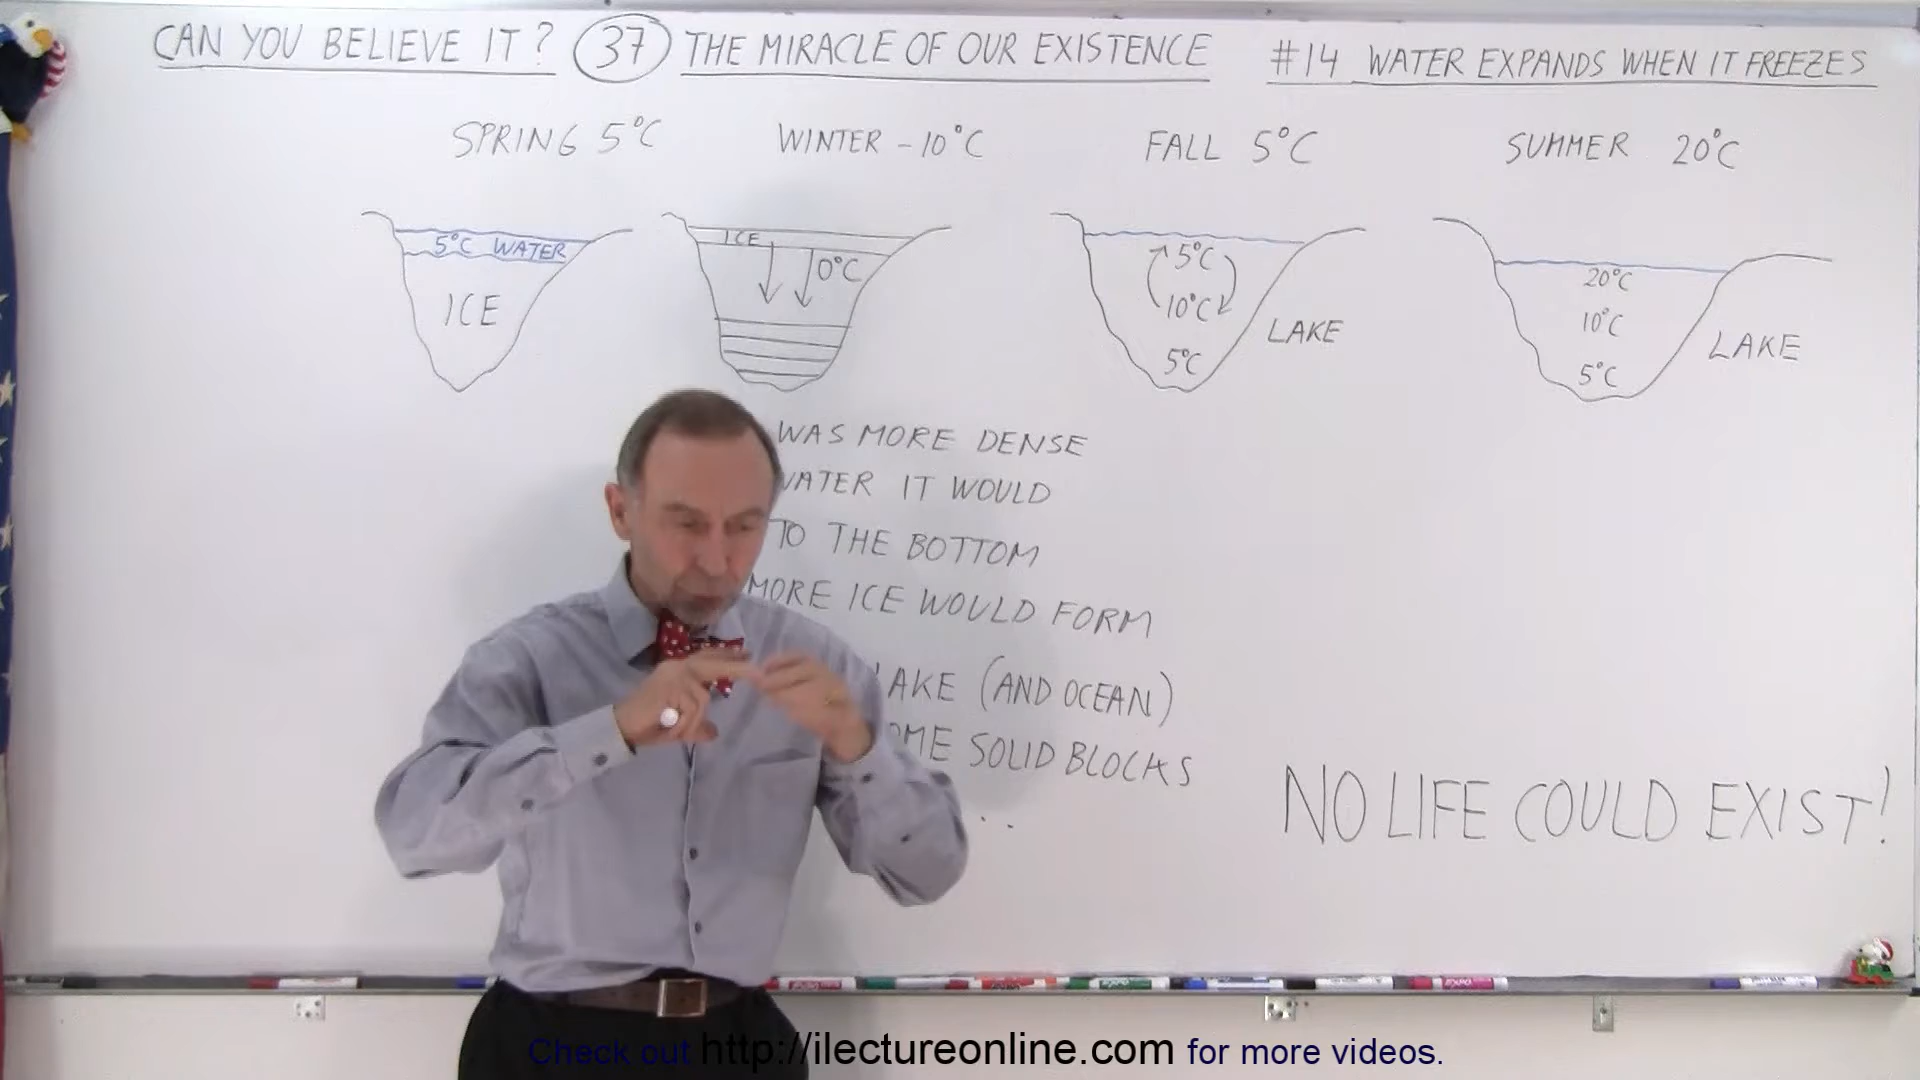 CAN YOU BELIEVE IT? 37 THE MIRACLE OF OUR EXISTENCE #14 WATER EXPANDS WHEN IT FREEZES
SPRING 5°C WINTER -10°C FALL 5°C SUMMER 20°C
5°C WATER
ICE
ICE
0°C
5°C
10°C
5°C
LAKE
20°C
10°C
5°C
LAKE
WAS MORE DENSE
WATER IT WOULD
TO THE BOTTOM
MORE ICE WOULD FORM
LAKE (AND OCEAN)
SOLID BLOCKS
NO LIFE COULD EXIST!
Check out http://ilectureonline.com for more videos.